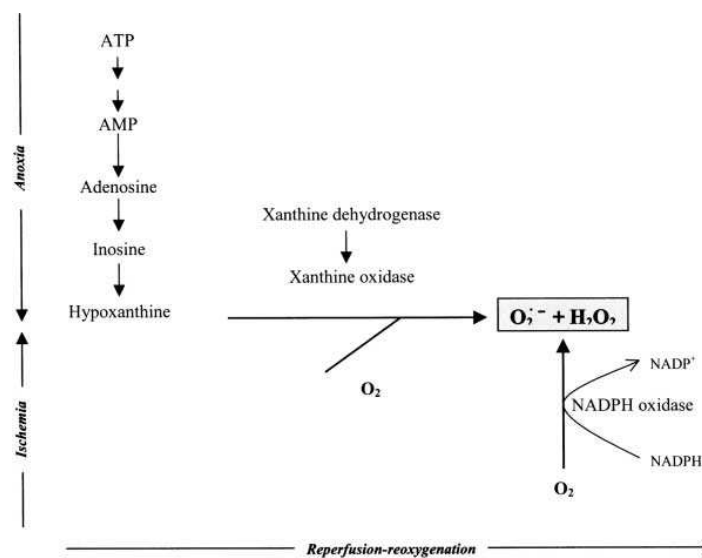 ATP
AMP
Adenosine
Inosine
Hypoxanthine
Anoxia
Ischemia
Xanthine dehydrogenase
Xanthine oxidase
O₂
O₂·⁻ + H₂O₂
NADP⁺
NADPH oxidase
NADPH
O₂
Reperfusion-reoxygenation